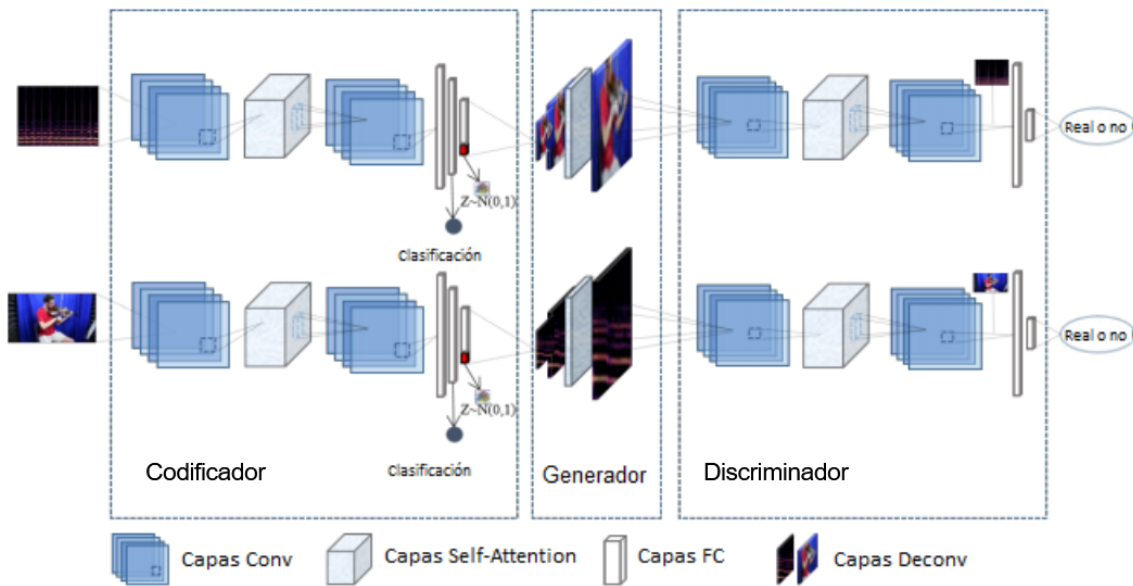 Real o no
Z~N(0,1)
Clasificación
Real o no
Z~N(0,1)
Clasificación
Codificador
Generador
Discriminador
Capas Conv
Capas Self-Attention
Capas FC
Capas Deconv